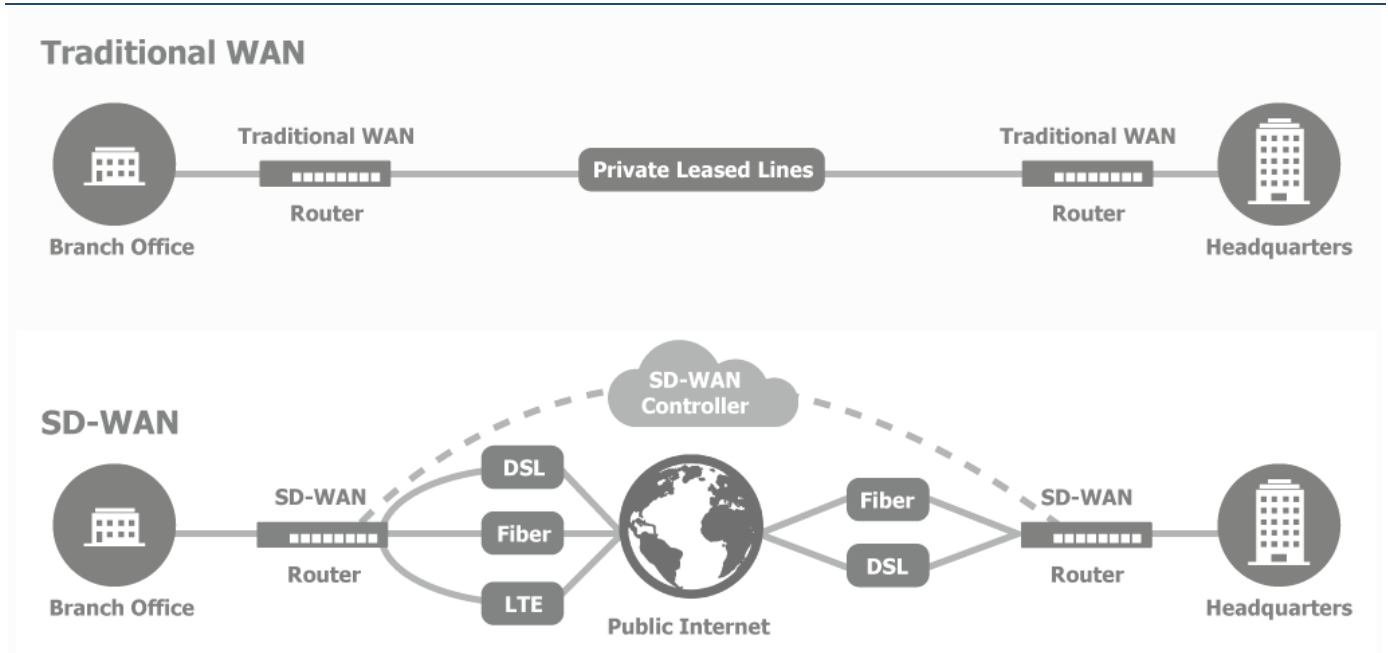 Traditional WAN
Traditional WAN
Traditional WAN
Private Leased Lines
Router
Router
Branch Office
Headquarters
SD-WAN
Controller
SD-WAN
DSL
SD-WAN
Fiber
SD-WAN
Fiber
DSL
Router
Router
LTE
Branch Office
Headquarters
Public Internet